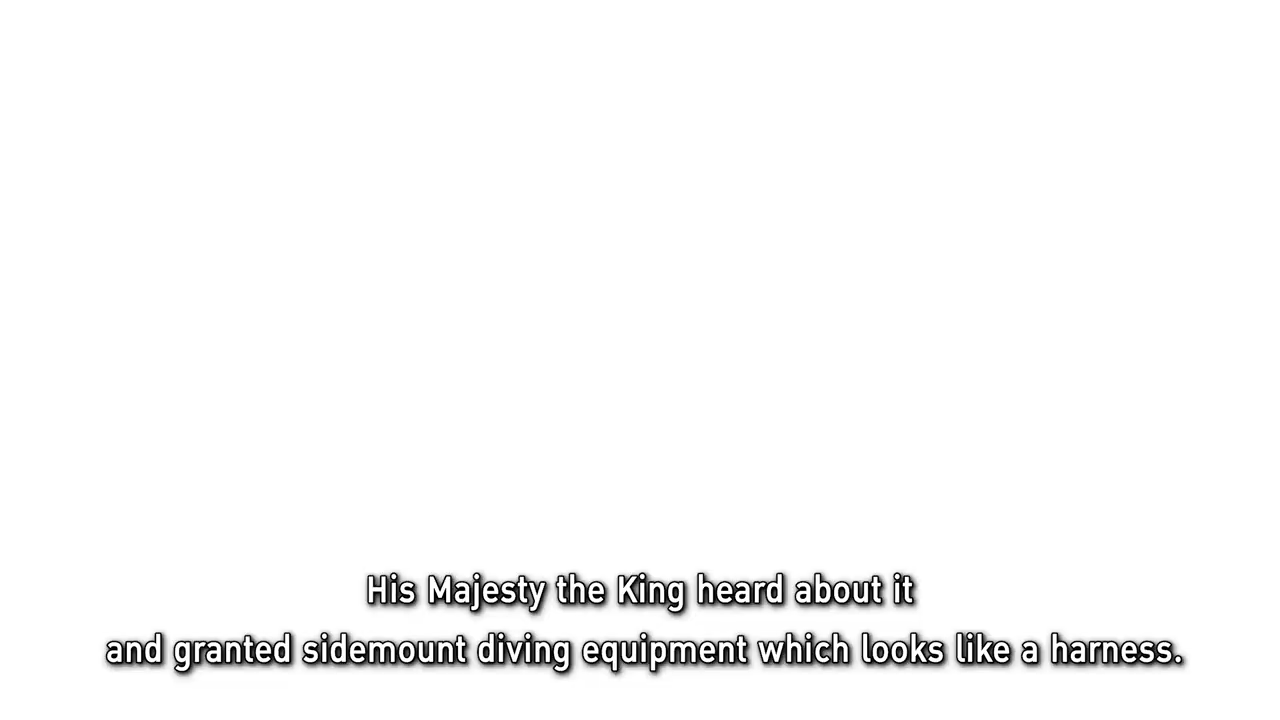 His Majesty the King heard about it
and granted sidemount diving equipment which looks like a harness.